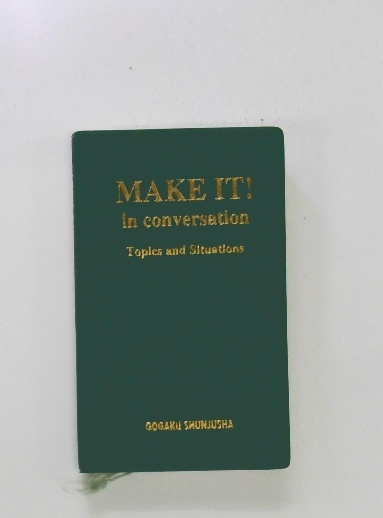 MAKE IT!
in conversation
Topics and Situations
GOGAKU SHUNJUSHA